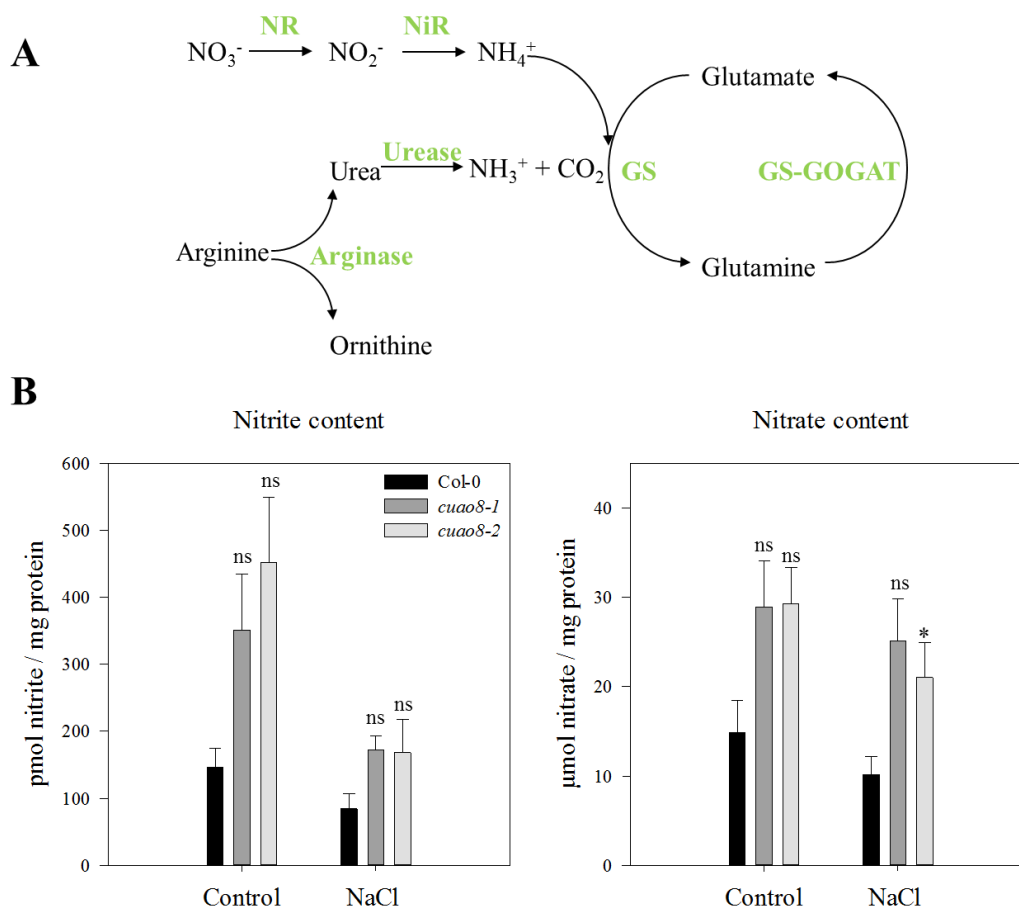 A
NR
NiR
NO₃⁻
NO₂⁻
NH₄⁺
Glutamate
Urease
Urea
NH₃⁺ + CO₂
GS
GS-GOGAT
Arginine
Arginase
Glutamine
Ornithine
B
Nitrite content
pmol nitrite / mg protein
600
500
400
300
200
100
0
Col-0
cuao8-1
cuao8-2
ns
ns
ns
ns
Control
NaCl
Nitrate content
µmol nitrate / mg protein
40
30
20
10
0
ns
ns
ns
*
Control
NaCl